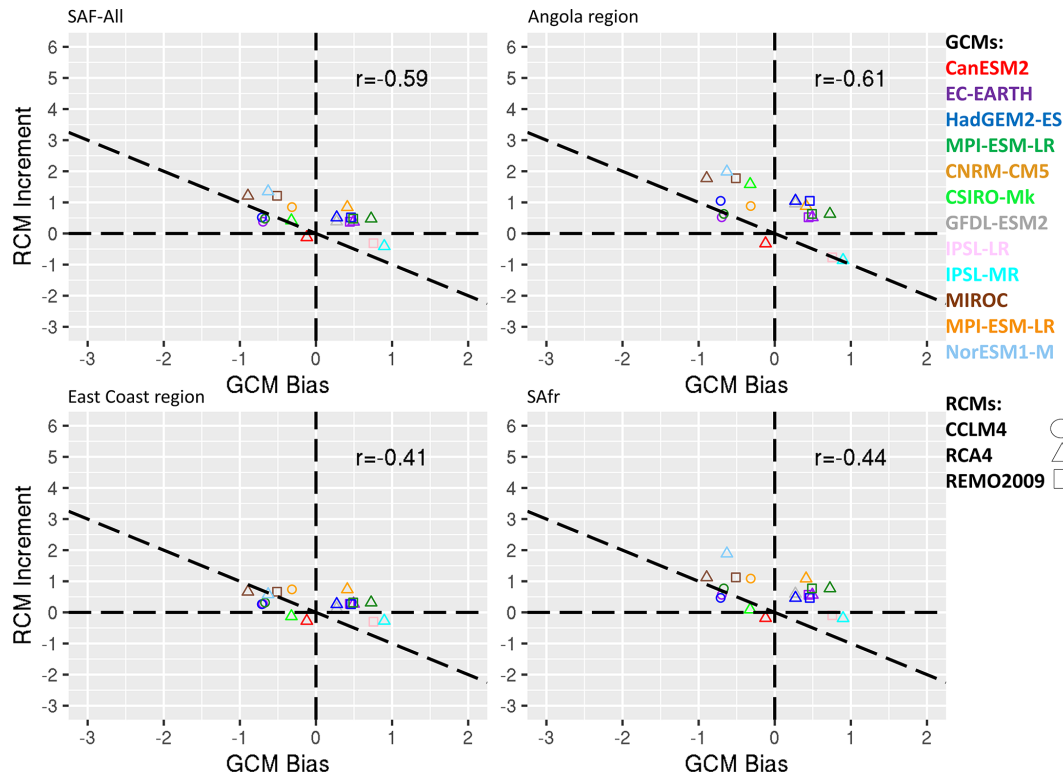 SAF-All
Angola region
6
5
4
3
2
1
0
-1
-2
-3
r=-0.59
-3
-2
-1
0
1
2
GCM Bias
RCM Increment
6
5
4
3
2
1
0
-1
-2
-3
r=-0.61
-3
-2
-1
0
1
2
GCM Bias
East Coast region
SAfr
6
5
4
3
2
1
0
-1
-2
-3
r=-0.41
-3
-2
-1
0
1
2
GCM Bias
RCM Increment
6
5
4
3
2
1
0
-1
-2
-3
r=-0.44
-3
-2
-1
0
1
2
GCM Bias
GCMs:
CanESM2
EC-EARTH
HadGEM2-ES
MPI-ESM-LR
CNRM-CM5
CSIRO-Mk
GFDL-ESM2
IPSL-LR
IPSL-MR
MIROC
MPI-ESM-LR
NorESM1-M
RCMs:
CCLM4
RCA4
REMO2009